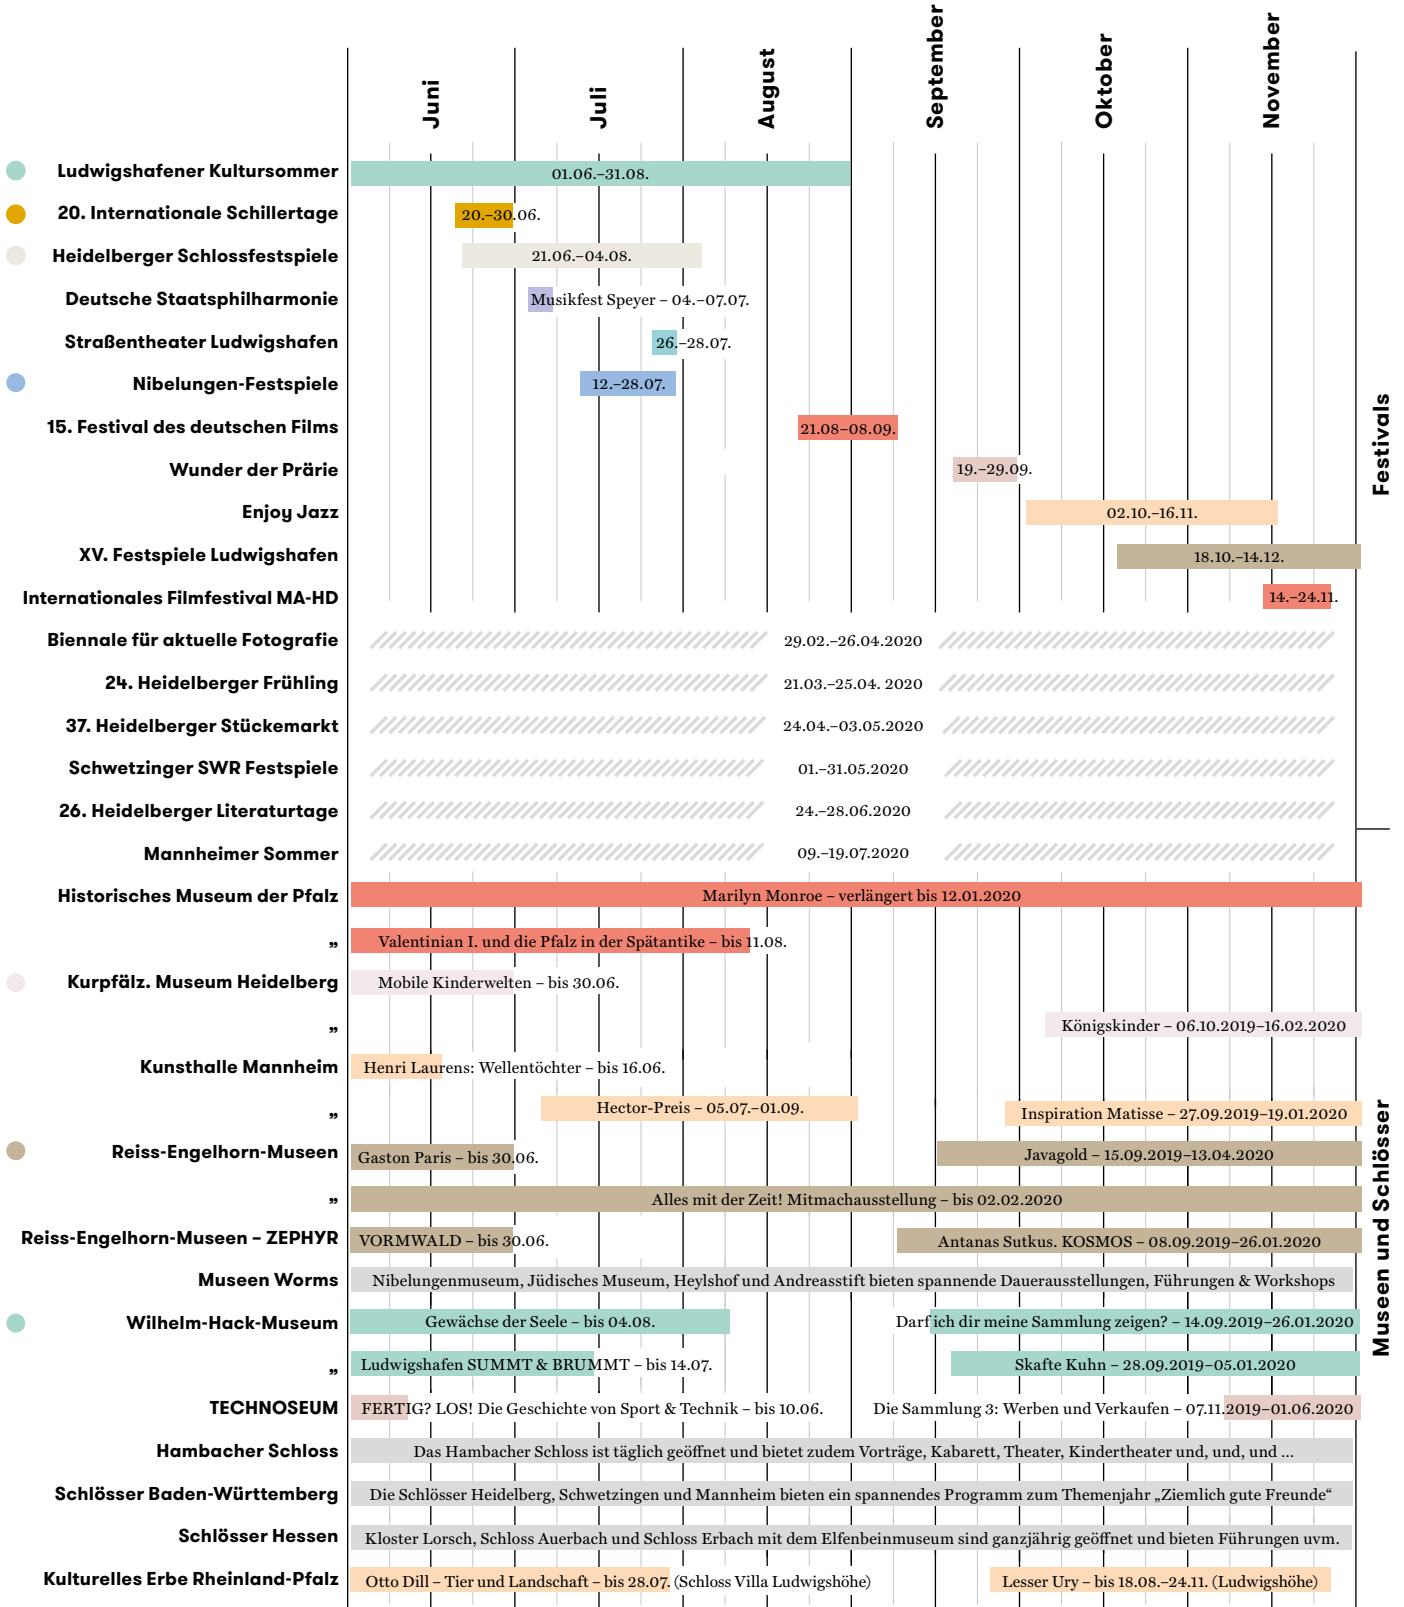 Juni
Juli
August
September
Oktober
November
Ludwigshafener Kultursommer 01.06.–31.08.
20. Internationale Schillertage 20.–30.06.
Heidelberger Schlossfestspiele 21.06.–04.08.
Deutsche Staatsphilharmonie Musikfest Speyer – 04.–07.07.
Straßentheater Ludwigshafen 26.–28.07.
Nibelungen-Festspiele 12.–28.07.
15. Festival des deutschen Films 21.08–08.09.
Wunder der Prärie 19.–29.09.
Enjoy Jazz 02.10.–16.11.
XV. Festspiele Ludwigshafen 18.10.–14.12.
Internationales Filmfestival MA-HD 14.–24.11.
Biennale für aktuelle Fotografie 29.02.–26.04.2020
24. Heidelberger Frühling 21.03.–25.04. 2020
37. Heidelberger Stückemarkt 24.04.–03.05.2020
Schwetzinger SWR Festspiele 01.–31.05.2020
26. Heidelberger Literaturtage 24.–28.06.2020
Mannheimer Sommer 09.–19.07.2020
Festivals
Historisches Museum der Pfalz Marilyn Monroe – verlängert bis 12.01.2020
„ Valentinian I. und die Pfalz in der Spätantike – bis 11.08.
Kurpfälz. Museum Heidelberg Mobile Kinderwelten – bis 30.06.
„ Königskinder – 06.10.2019–16.02.2020
Kunsthalle Mannheim Henri Laurens: Wellentöchter – bis 16.06.
„ Hector-Preis – 05.07.–01.09. Inspiration Matisse – 27.09.2019–19.01.2020
Reiss-Engelhorn-Museen Gaston Paris – bis 30.06. Javagold – 15.09.2019–13.04.2020
„ Alles mit der Zeit! Mitmachausstellung – bis 02.02.2020
Reiss-Engelhorn-Museen – ZEPHYR VORMWALD – bis 30.06. Antanas Sutkus. KOSMOS – 08.09.2019–26.01.2020
Museen Worms Nibelungenmuseum, Jüdisches Museum, Heylshof und Andreasstift bieten spannende Dauerausstellungen, Führungen & Workshops
Wilhelm-Hack-Museum Gewächse der Seele – bis 04.08. Darf ich dir meine Sammlung zeigen? – 14.09.2019–26.01.2020
„ Ludwigshafen SUMMT & BRUMMT – bis 14.07. Skafte Kuhn – 28.09.2019–05.01.2020
TECHNOSEUM FERTIG? LOS! Die Geschichte von Sport & Technik – bis 10.06. Die Sammlung 3: Werben und Verkaufen – 07.11.2019–01.06.2020
Hambacher Schloss Das Hambacher Schloss ist täglich geöffnet und bietet zudem Vorträge, Kabarett, Theater, Kindertheater und, und, und ...
Schlösser Baden-Württemberg Die Schlösser Heidelberg, Schwetzingen und Mannheim bieten ein spannendes Programm zum Themenjahr „Ziemlich gute Freunde“
Schlösser Hessen Kloster Lorsch, Schloss Auerbach und Schloss Erbach mit dem Elfenbeinmuseum sind ganzjährig geöffnet und bieten Führungen uvm.
Kulturelles Erbe Rheinland-Pfalz Otto Dill – Tier und Landschaft – bis 28.07. (Schloss Villa Ludwigshöhe) Lesser Ury – bis 18.08.–24.11. (Ludwigshöhe)
Museen und Schlösser